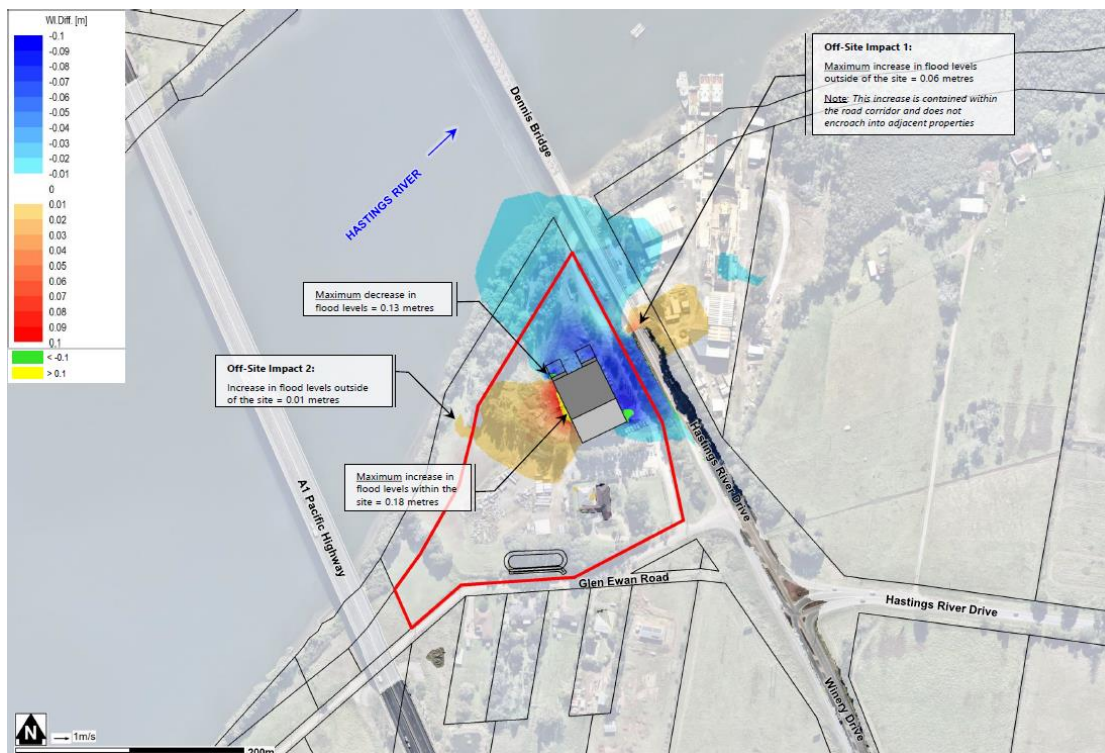 Wl.Diff. [m]
-0.1
-0.09
-0.08
-0.07
-0.06
-0.05
-0.04
-0.03
-0.02
-0.01
0
0.01
0.02
0.03
0.04
0.05
0.06
0.07
0.08
0.09
0.1
< -0.1
> 0.1
Off-Site Impact 1:
Maximum increase in flood levels
outside of the site = 0.06 metres
Note: This increase is contained within
the road corridor and does not
encroach into adjacent properties
Dennis Bridge
HASTINGS RIVER
Maximum decrease in
flood levels = 0.13 metres
Off-Site Impact 2:
Increase in flood levels outside
of the site = 0.01 metres
Maximum increase in
flood levels within the
site = 0.18 metres
A1 Pacific Highway
Hastings River Drive
Glen Ewan Road
Hastings River Drive
Winery Drive
N
1m/s
200m